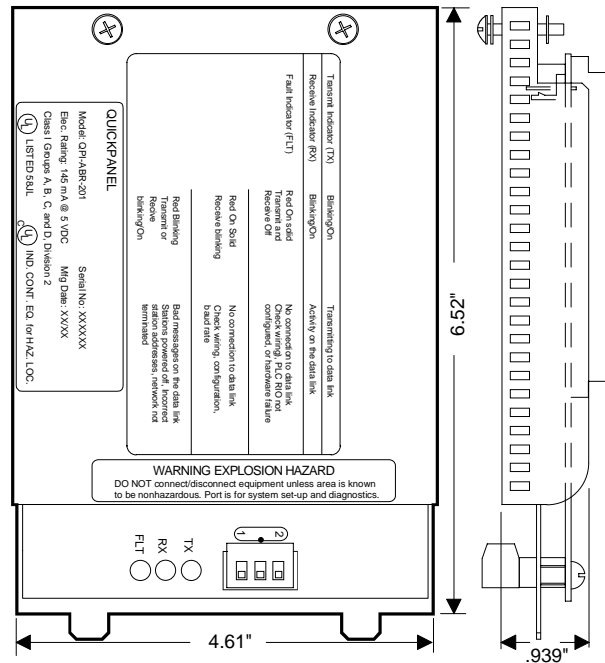 QUICKPANEL
Model: QPI-ABR-201 Serial No: XXXXXX
Elec. Rating: 145 mA @ 5 VDC Mfg Date: XX/XX
Class I Groups A, B, C, and D, Division 2
UL LISTED 58JL C UL IND. CONT. EQ. for HAZ. LOC.
Transmit Indicator (TX) Blinking/On Transmitting to data link
Receive Indicator (RX) Blinking/On Activity on the data link
Fault Indicator (FLT) Red On solid No connection to data link
Transmit and Check wiring, PLC RIO not
Receive Off configured, or hardware failure
Red On Solid No connection to data link
Receive blinking Check wiring, configuration,
baud rate
Red Blinking Bad messages on the data link
Transmit or Stations powered off, Incorrect
Recive station addresses, network not
blinking/On terminated
WARNING EXPLOSION HAZARD
DO NOT connect/disconnect equipment unless area is known
to be nonhazardous. Port is for system set-up and diagnostics.
FLT
RX
TX
1
2
6.52"
4.61"
.939"